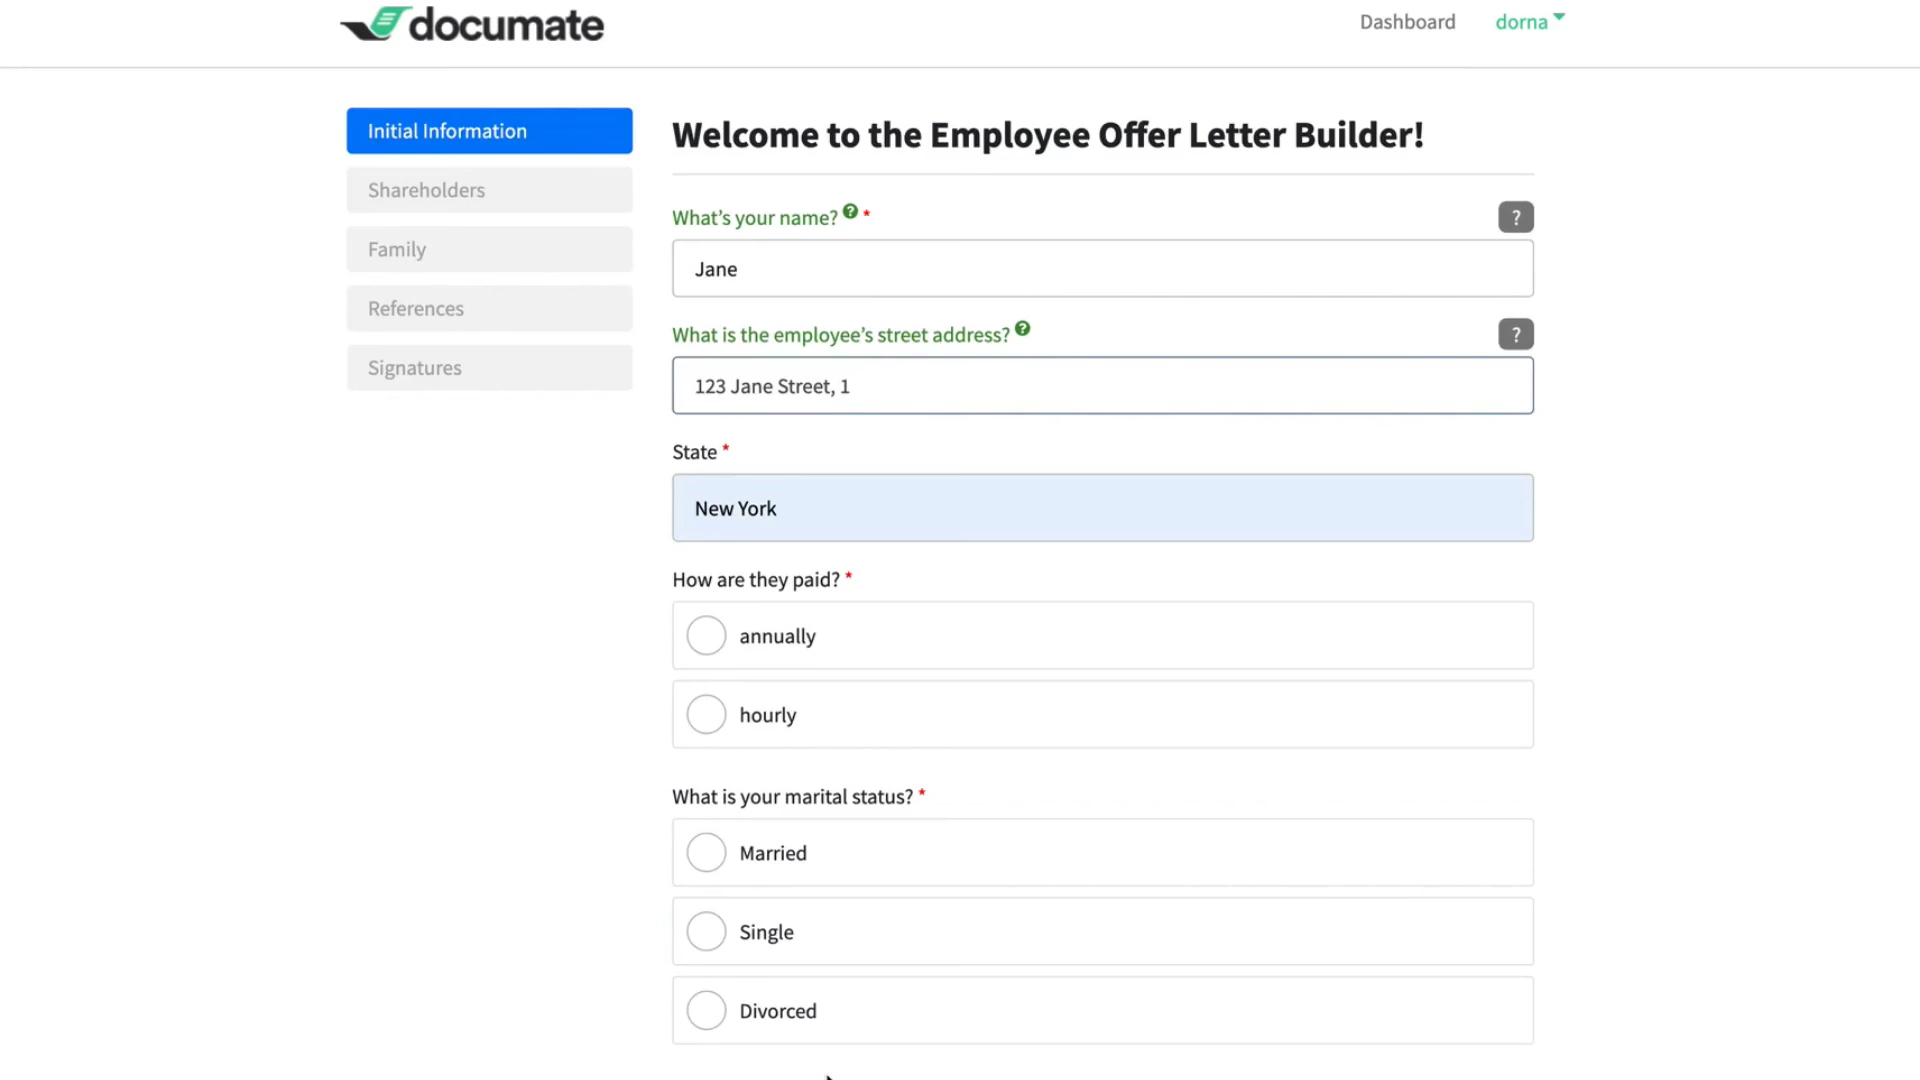 documate
Dashboard
dorna
Initial Information
Shareholders
Family
References
Signatures
Welcome to the Employee Offer Letter Builder!
What's your name? ? *
?
Jane
What is the employee's street address? ?
?
123 Jane Street, 1
State *
New York
How are they paid? *
annually
hourly
What is your marital status? *
Married
Single
Divorced